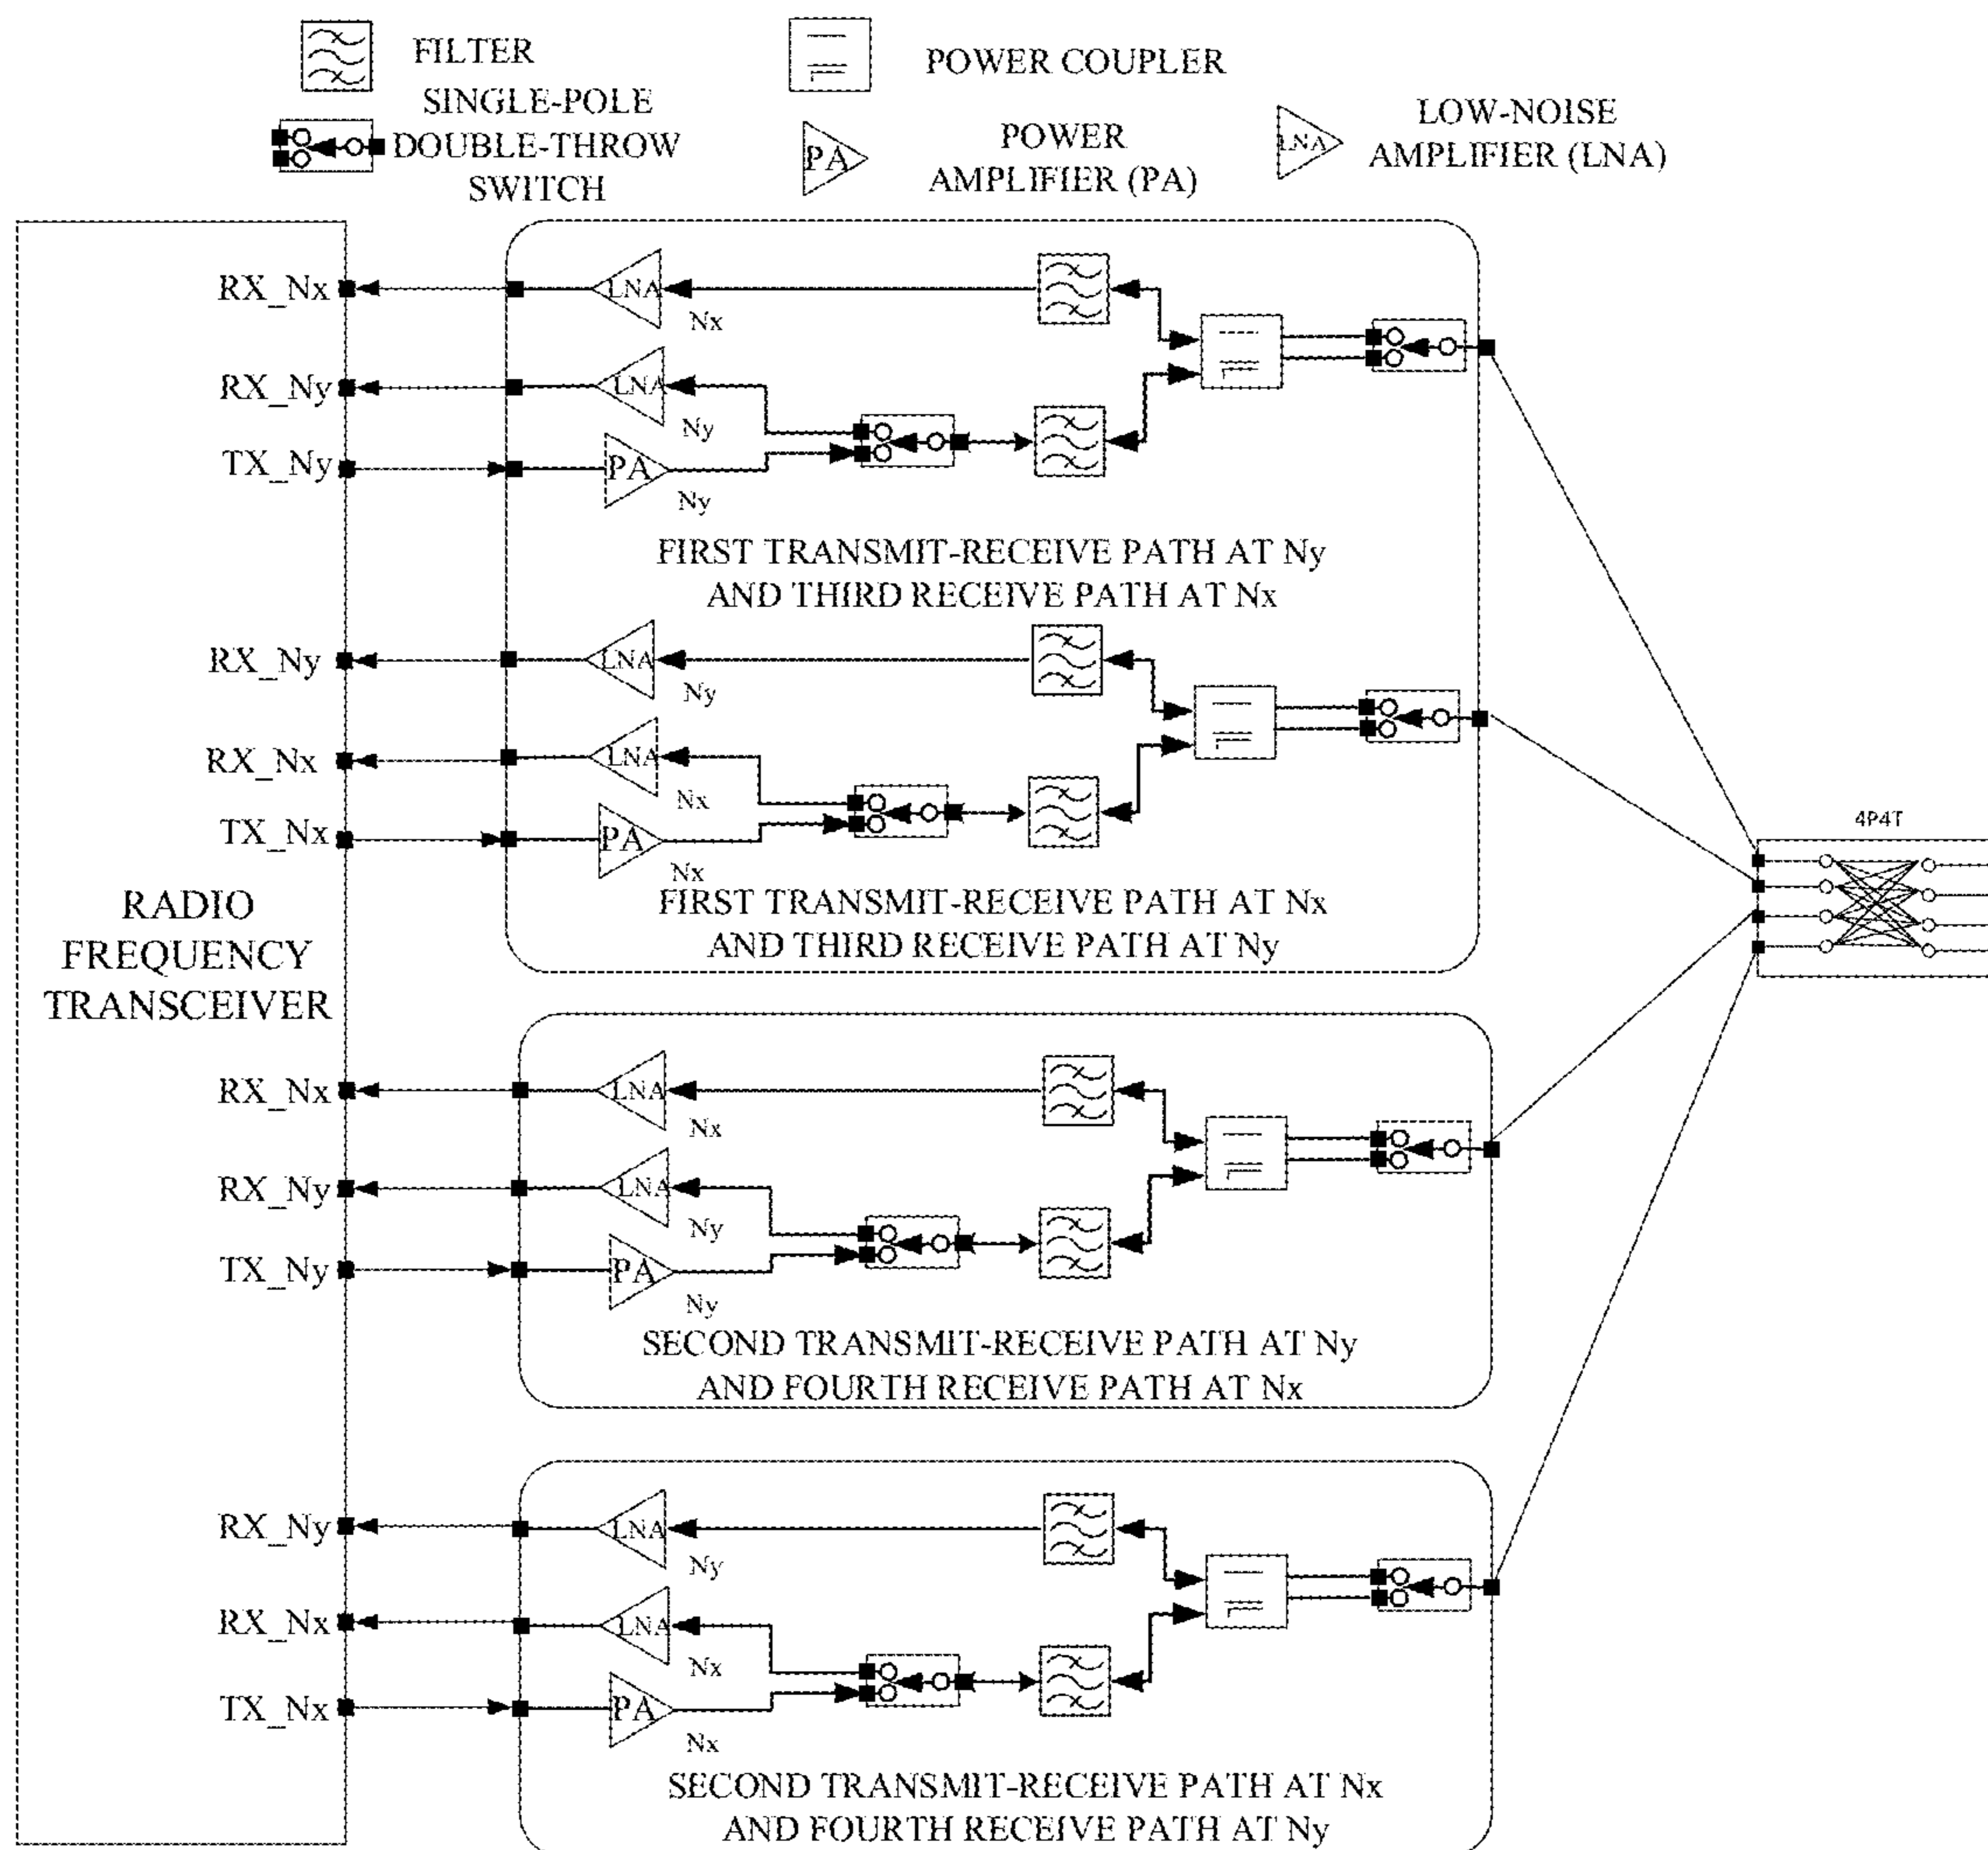 FILTER
POWER COUPLER
SINGLE-POLE
DOUBLE-THROW
SWITCH
PA
POWER
AMPLIFIER (PA)
LNA
LOW-NOISE
AMPLIFIER (LNA)
RX_Nx
LNA
Nx
RX_Ny
LNA
Ny
TX_Ny
PA
Ny
FIRST TRANSMIT-RECEIVE PATH AT Ny
AND THIRD RECEIVE PATH AT Nx
RX_Ny
LNA
Ny
RX_Nx
LNA
Nx
TX_Nx
PA
Nx
FIRST TRANSMIT-RECEIVE PATH AT Nx
AND THIRD RECEIVE PATH AT Ny
4P4T
RADIO
FREQUENCY
TRANSCEIVER
RX_Nx
LNA
Nx
RX_Ny
LNA
Ny
TX_Ny
PA
Ny
SECOND TRANSMIT-RECEIVE PATH AT Ny
AND FOURTH RECEIVE PATH AT Nx
RX_Ny
LNA
Ny
RX_Nx
LNA
Nx
TX_Nx
PA
Nx
SECOND TRANSMIT-RECEIVE PATH AT Nx
AND FOURTH RECEIVE PATH AT Ny